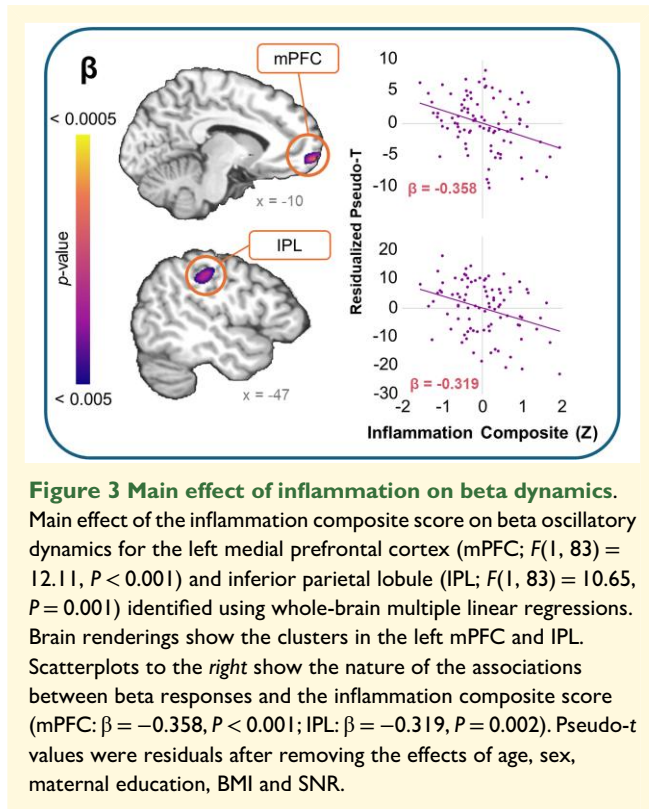 β
mPFC
< 0.0005
p-value
< 0.005
x = -10
IPL
x = -47
Residualized Pseudo-T
10
5
0
-5
-10
β = -0.358
20
10
0
-10
-20
-30
β = -0.319
-2 -1 0 1 2
Inflammation Composite (Z)
Figure 3 Main effect of inflammation on beta dynamics.
Main effect of the inflammation composite score on beta oscillatory
dynamics for the left medial prefrontal cortex (mPFC; F(1, 83) =
12.11, P < 0.001) and inferior parietal lobule (IPL; F(1, 83) = 10.65,
P = 0.001) identified using whole-brain multiple linear regressions.
Brain renderings show the clusters in the left mPFC and IPL.
Scatterplots to the right show the nature of the associations
between beta responses and the inflammation composite score
(mPFC: β = −0.358, P < 0.001; IPL: β = −0.319, P = 0.002). Pseudo-t
values were residuals after removing the effects of age, sex,
maternal education, BMI and SNR.